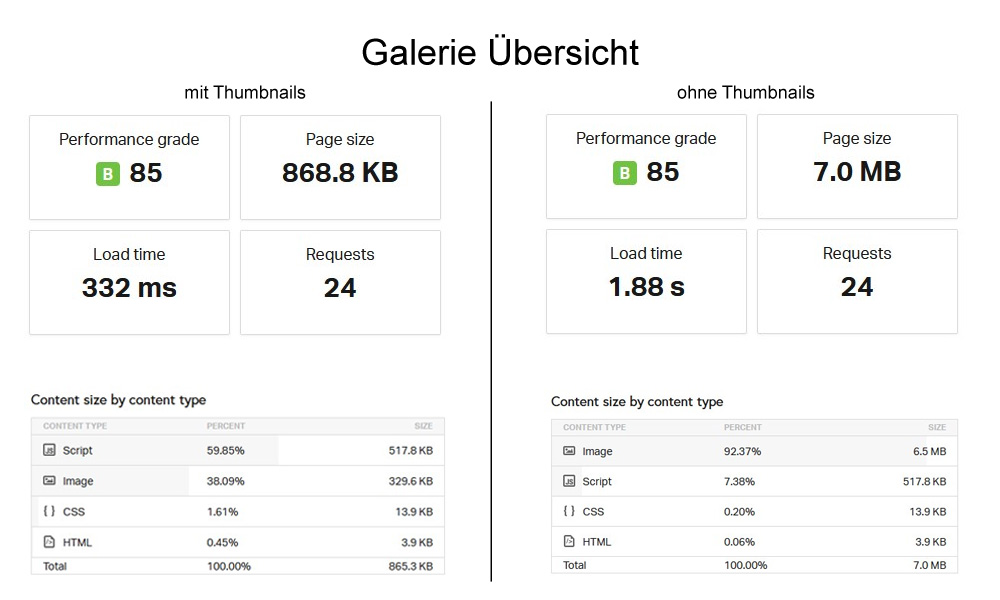 Galerie Übersicht
mit Thumbnails
Performance grade
B 85
Page size
868.8 KB
Load time
332 ms
Requests
24
Content size by content type
CONTENT TYPE PERCENT SIZE
JS Script 59.85% 517.8 KB
Image 38.09% 329.6 KB
{ } CSS 1.61% 13.9 KB
HTML 0.45% 3.9 KB
Total 100.00% 865.3 KB
ohne Thumbnails
Performance grade
B 85
Page size
7.0 MB
Load time
1.88 s
Requests
24
Content size by content type
CONTENT TYPE PERCENT SIZE
Image 92.37% 6.5 MB
JS Script 7.38% 517.8 KB
{ } CSS 0.20% 13.9 KB
HTML 0.06% 3.9 KB
Total 100.00% 7.0 MB